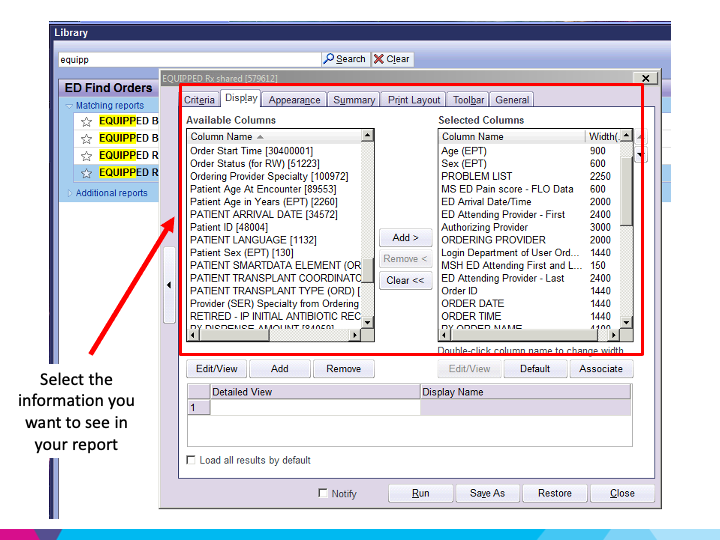 Library
equipp
Search
Clear
ED Find Orders
Matching reports
EQUIPPED B
EQUIPPED B
EQUIPPED R
EQUIPPED R
Additional reports
EQUIPPED Rx shared [579612]
Criteria
Display
Appearance
Summary
Print Layout
Toolbar
General
Available Columns
Column Name
Order Start Time [30400001]
Order Status (for RW) [51223]
Ordering Provider Specialty [100972]
Patient Age At Encounter [89553]
Patient Age in Years (EPT) [2260]
PATIENT ARRIVAL DATE [34572]
Patient ID [48004]
PATIENT LANGUAGE [1132]
Patient Sex (EPT) [130]
PATIENT SMARTDATA ELEMENT (OR
PATIENT TRANSPLANT COORDINATO
PATIENT TRANSPLANT TYPE (ORD) [
Provider (SER) Specialty from Ordering
RETIRED - IP INITIAL ANTIBIOTIC REC
RX DISPENSE AMOUNT [84050]
Add >
Remove <
Clear <<
Selected Columns
Column Name Width(.
Age (EPT) 900
Sex (EPT) 600
PROBLEM LIST 2250
MS ED Pain score - FLO Data 600
ED Arrival Date/Time 2000
ED Attending Provider - First 2400
Authorizing Provider 3000
ORDERING PROVIDER 2000
Login Department of User Ord... 1440
MSH ED Attending First and L... 150
ED Attending Provider - Last 2400
Order ID 1440
ORDER DATE 1440
ORDER TIME 1440
RX ORDER NAME 4100
Double-click column name to change width
Edit/View
Add
Remove
Edit/View
Default
Associate
Detailed View
Display Name
1
Load all results by default
Notify
Run
Save As
Restore
Close
Select the
information you
want to see in
your report